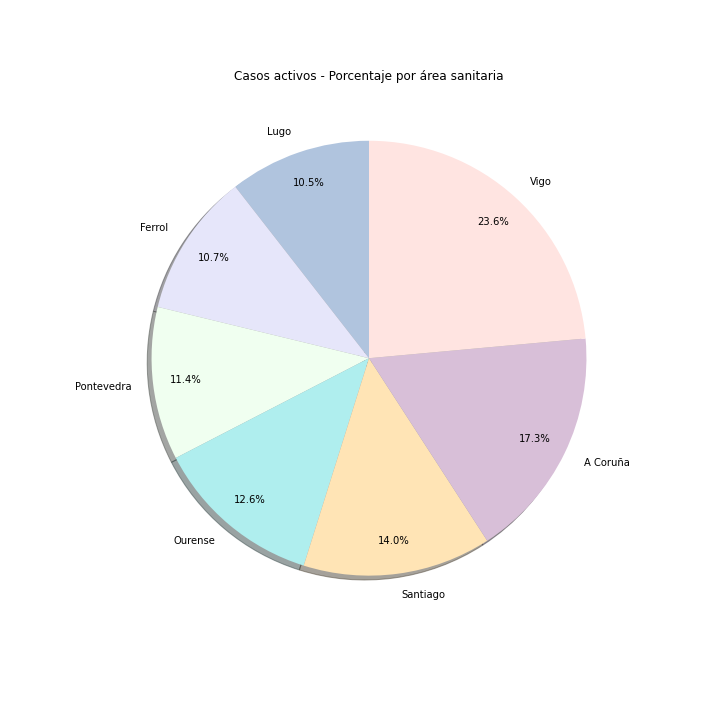 Casos activos - Porcentaje por área sanitaria
Lugo
10.5%
Vigo
23.6%
Ferrol
10.7%
Pontevedra
11.4%
A Coruña
17.3%
Ourense
12.6%
Santiago
14.0%